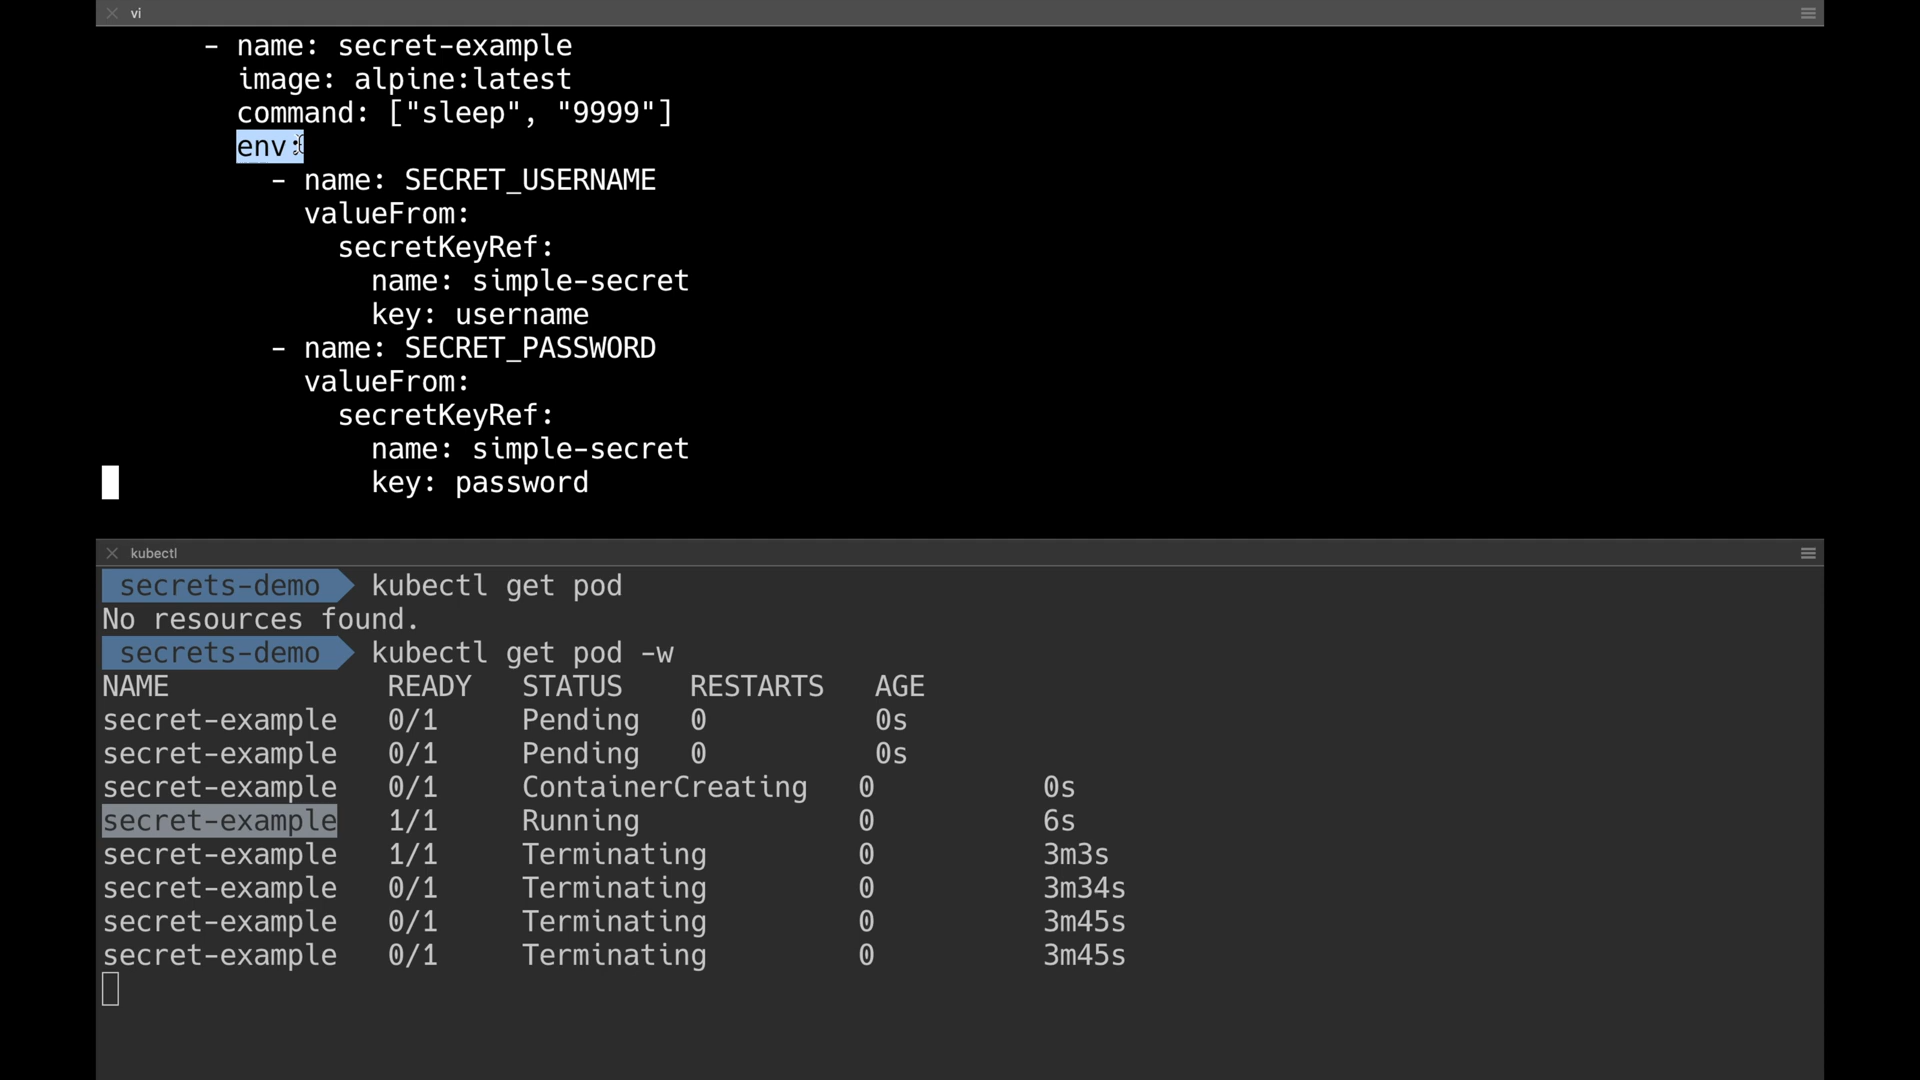 vi
- name: secret-example
image: alpine:latest
command: ["sleep", "9999"]
env:
- name: SECRET_USERNAME
valueFrom:
secretKeyRef:
name: simple-secret
key: username
- name: SECRET_PASSWORD
valueFrom:
secretKeyRef:
name: simple-secret
key: password
kubectl
secrets-demo kubectl get pod
No resources found.
secrets-demo kubectl get pod -w
NAME READY STATUS RESTARTS AGE
secret-example 0/1 Pending 0 0s
secret-example 0/1 Pending 0 0s
secret-example 0/1 ContainerCreating 0 0s
secret-example 1/1 Running 0 6s
secret-example 1/1 Terminating 0 3m3s
secret-example 0/1 Terminating 0 3m34s
secret-example 0/1 Terminating 0 3m45s
secret-example 0/1 Terminating 0 3m45s